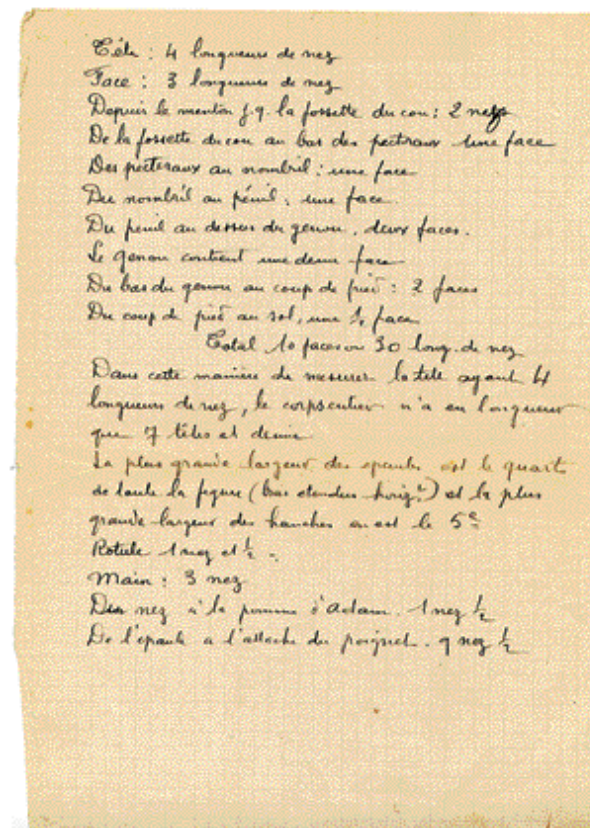 Tête : 4 longueurs de nez
Face : 3 longueurs de nez
Depuis le menton j.q. la fossette du cou : 2 nez
De la fossette du cou au bas des pectoraux une face
Des pectoraux au nombril : une face
Du nombril au pénil : une face.
Du pénil au dessus du genou, deux faces.
Le genou contient une demie face
Du bas du genou au coup de pied : 2 faces
Du coup de pied au sol, une ½ face
Total 10 faces ou 30 long. de nez
Dans cette manière de mesurer la tête ayant 4
longueurs de nez, le corps entier n'a en longueur
que 7 têtes et demie
La plus grande largeur des epaules est le quart
de toute la figure (bras etendus horiz.t) et la plus
grande largeur des hanches en est le 5e
Rotule 1 nez et ½.
Main : 3 nez
Du nez à la pomme d'Adam. 1 nez ½
De l'epaule a l'attache du poignet. 9 nez ½